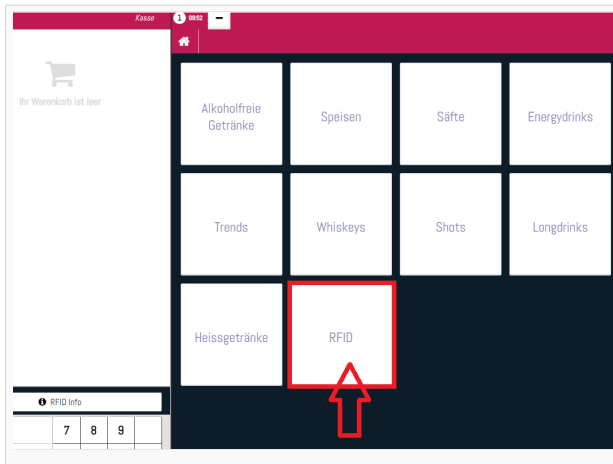 Kasse
1 09:52
Ihr Warenkorb ist leer
Alkoholfreie
Getränke
Speisen
Säfte
Energydrinks
Trends
Whiskeys
Shots
Longdrinks
Heissgetränke
RFID
RFID Info
7 8 9